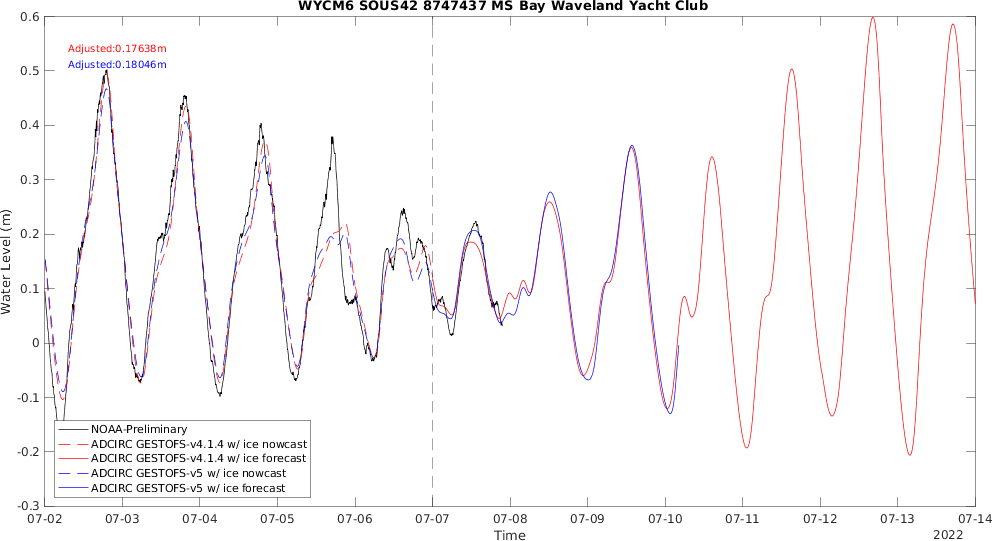 WYCM6 SOUS42 8747437 MS Bay Waveland Yacht Club
Adjusted:0.17638m
Adjusted:0.18046m
0.6
0.5
0.4
0.3
0.2
0.1
0
-0.1
-0.2
-0.3
Water Level (m)
NOAA-Preliminary
ADCIRC GESTOFS-v4.1.4 w/ ice nowcast
ADCIRC GESTOFS-v4.1.4 w/ ice forecast
ADCIRC GESTOFS-v5 w/ ice nowcast
ADCIRC GESTOFS-v5 w/ ice forecast
07-02 07-03 07-04 07-05 07-06 07-07 07-08 07-09 07-10 07-11 07-12 07-13 07-14
Time
2022